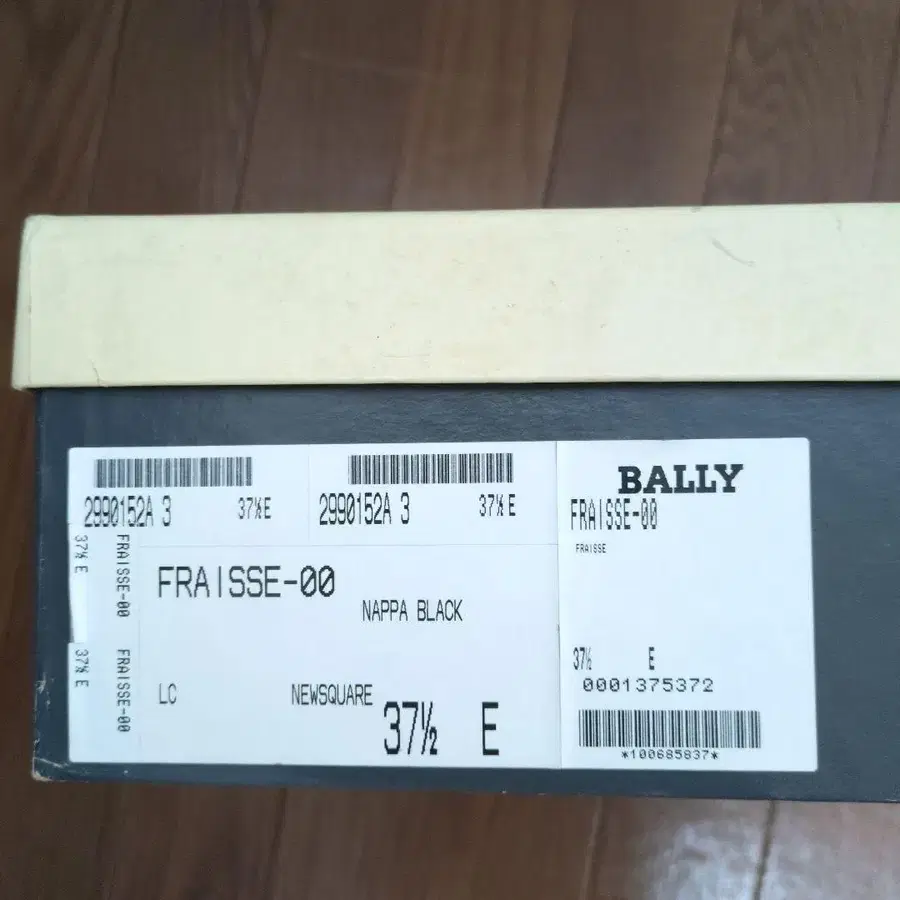 2990152A 3 37½ E
2990152A 3 37½ E
37½ E FRAISSE-00
37½ E FRAISSE-00
FRAISSE-00
NAPPA BLACK
LC NEWSQUARE 37½ E
BALLY
FRAISSE-00
FRAISSE
37½ E
0001375372
*100685837*